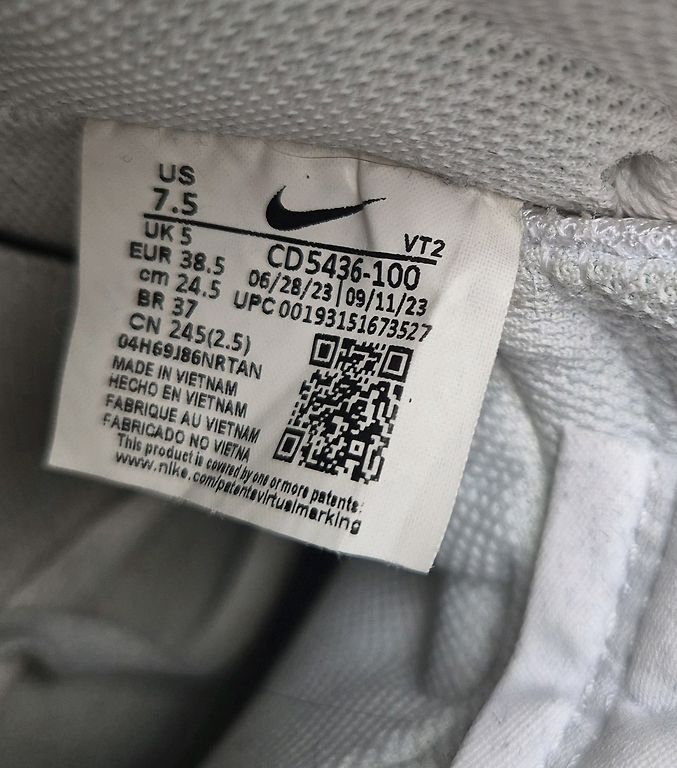 US
7.5
VT2
UK 5
CD5436-100
EUR 38.5
06/28/23|09/11/23
cm 24.5
UPC 00193151673527
BR 37
CN 245(2.5)
04H69J86NRTAN
MADE IN VIETNAM
HECHO EN VIETNAM
FABRIQUE AU VIETNAM
FABRICADO NO VIETNA
This product is covered by one or more patents:
www.nike.com/patentsvirtualmarking